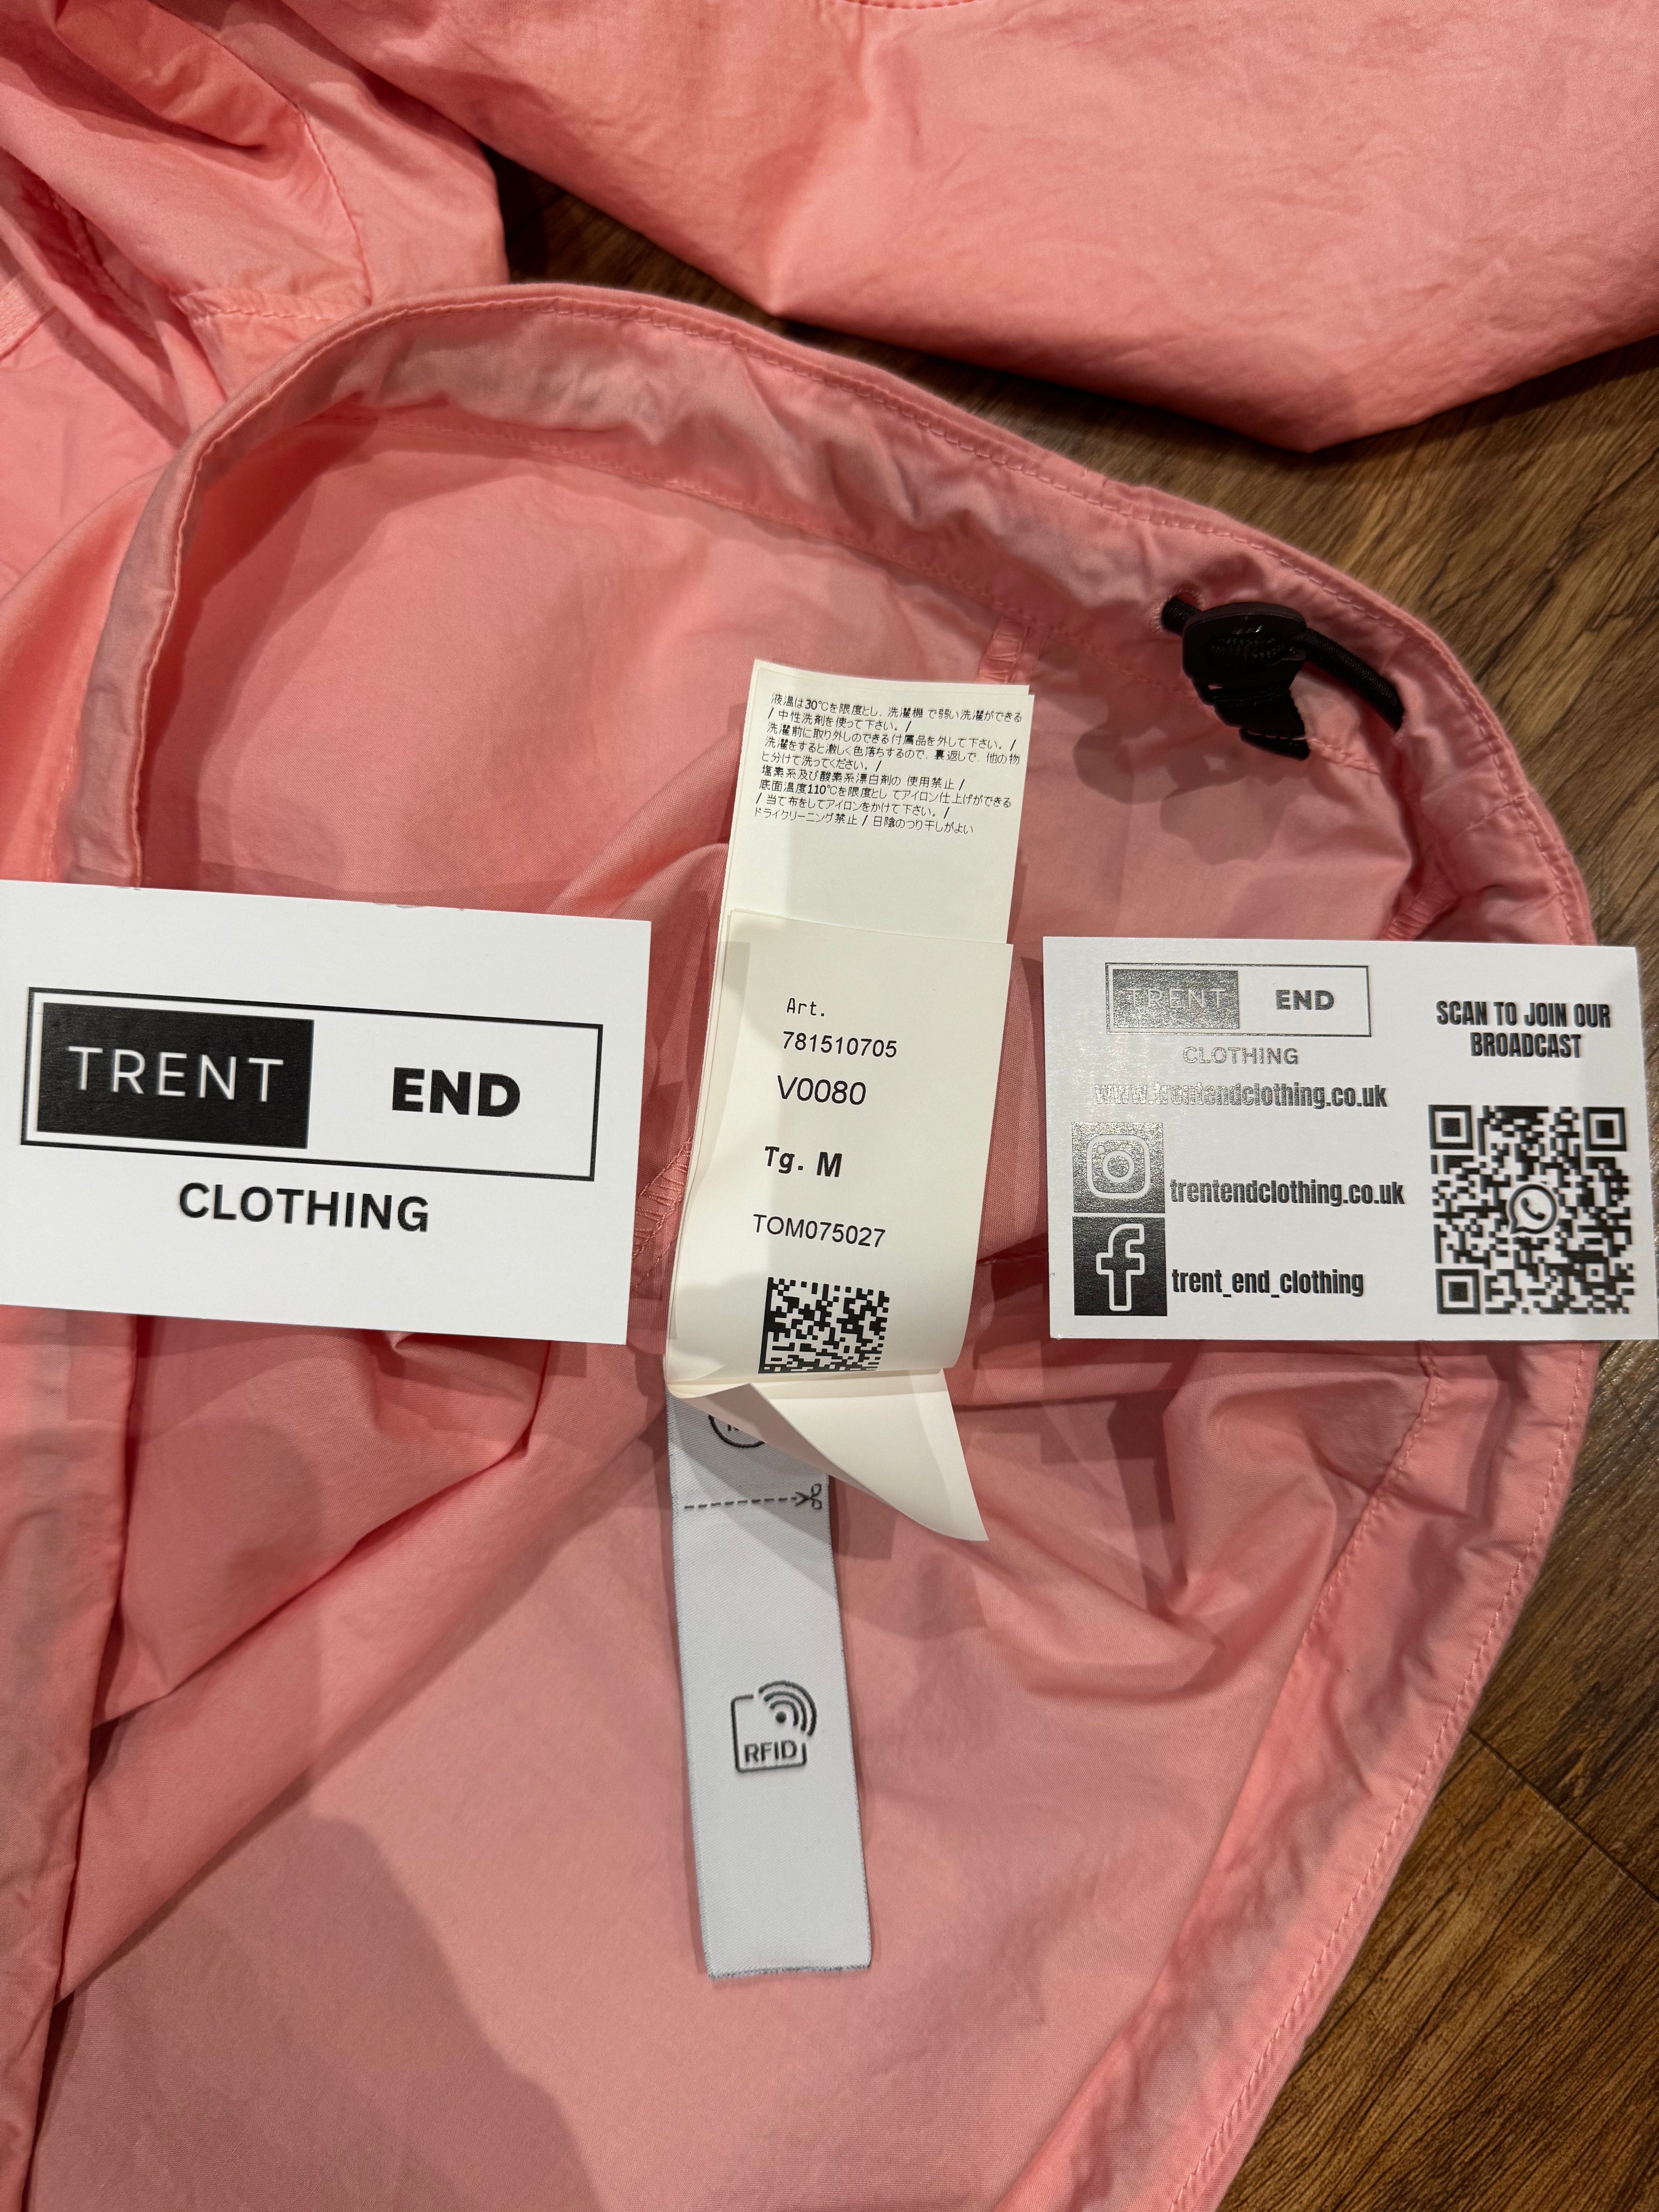 液温は30℃を限度とし、洗濯機 で弱い洗濯ができる
/ 中性洗剤を使って下さい。 /
洗濯前に取り外しのできる付属品を外して下さい。 /
洗濯をすると激しく色落ちするので、裏返しで、他の物
と分けて洗ってください。 /
塩素系及び酸素系漂白剤の 使用禁止 /
底面温度110℃を限度とし てアイロン仕上げができる
/ 当て布をしてアイロンをかけて下さい。 /
ドライクリーニング禁止 / 日陰のつり干しがよい
TRENT END
CLOTHING
Art.
781510705
V0080
Tg. M
TOM075027
TRENT END
CLOTHING
www.trentendclothing.co.uk
trentendclothing.co.uk
trent_end_clothing
SCAN TO JOIN OUR
BROADCAST
RFID